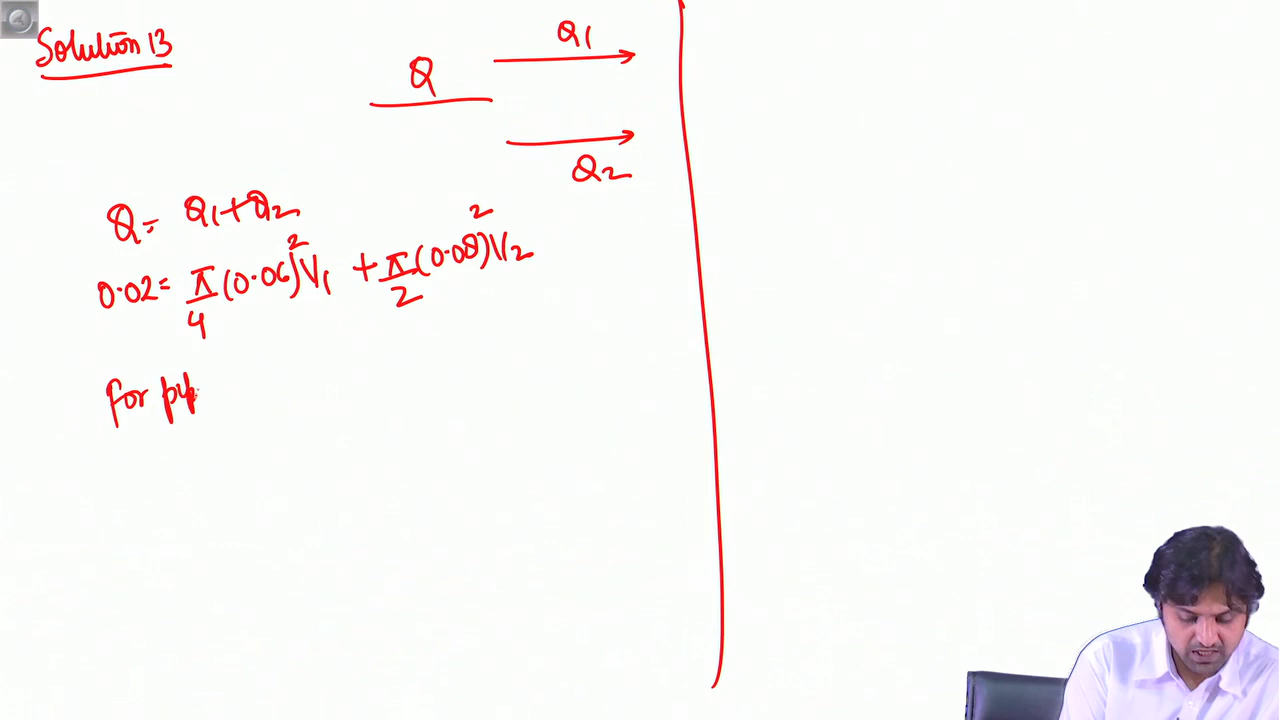 Solution 13
Q1
Q
Q2
Q = Q1 + Q2
0.02 = π/4 (0.06)² V1 + π/2 (0.08)² V2
for pip